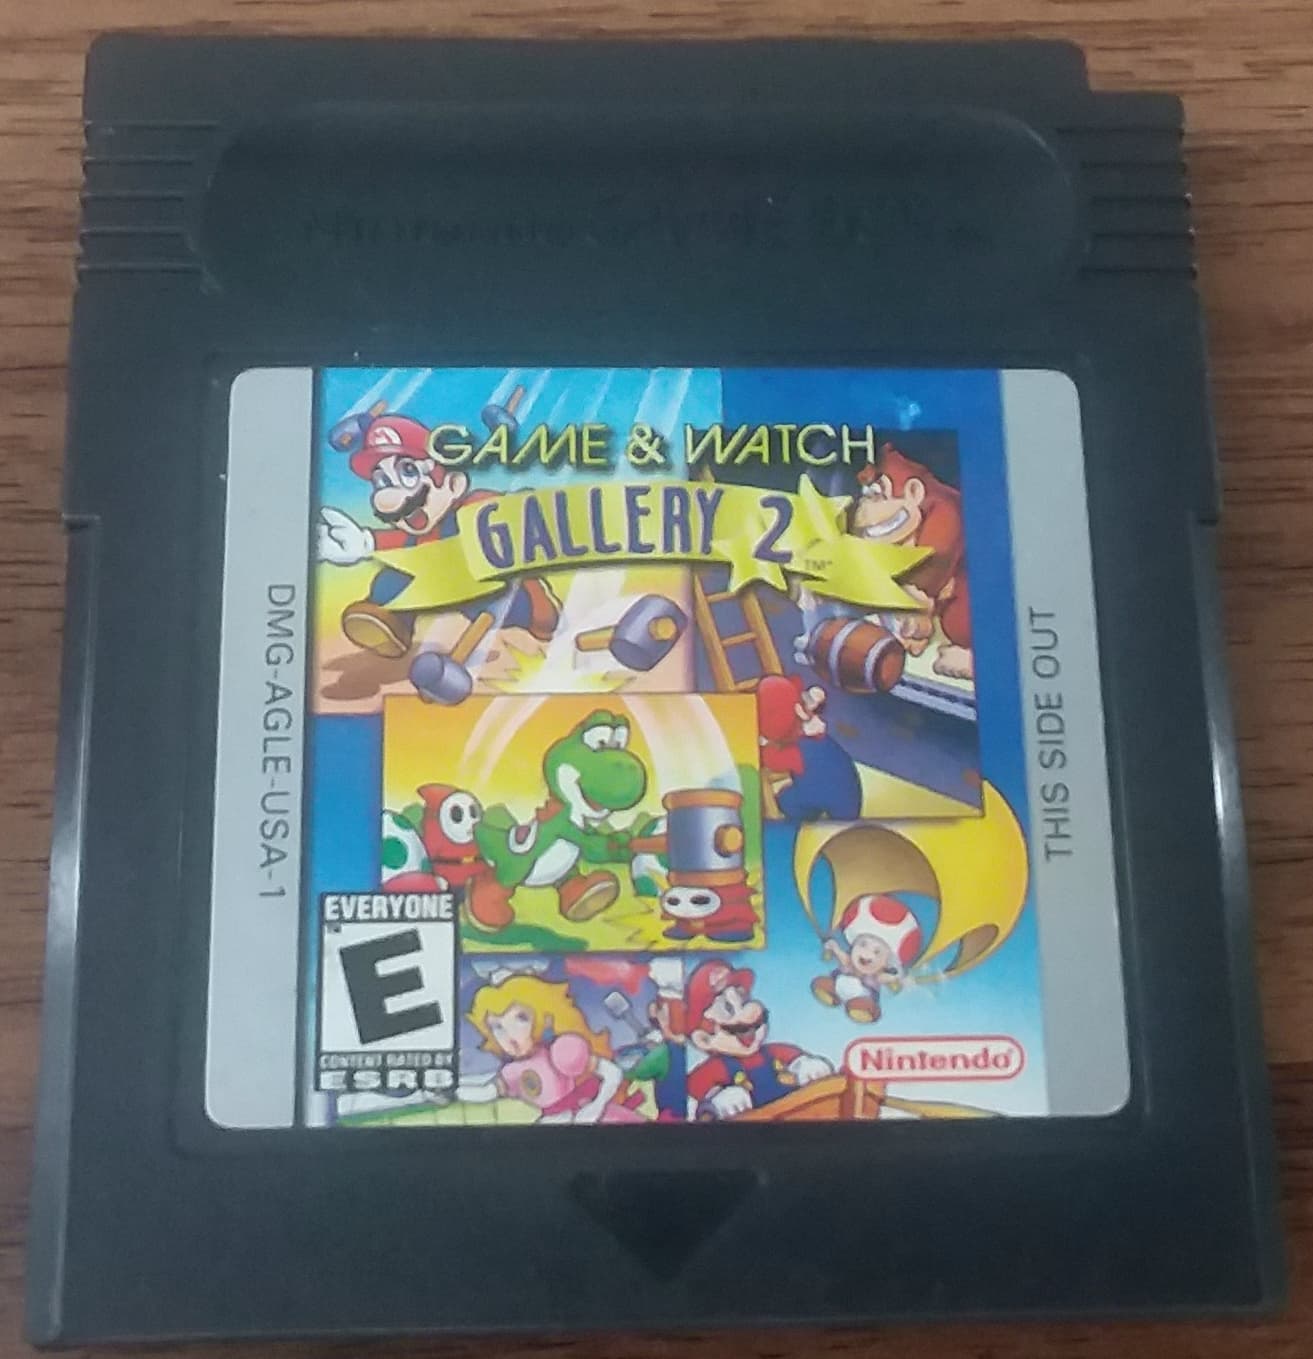 GAME & WATCH
GALLERY 2 ™
DMG-AGLE-USA-1
THIS SIDE OUT
EVERYONE
E
CONTENT RATED BY
ESRB
Nintendo®